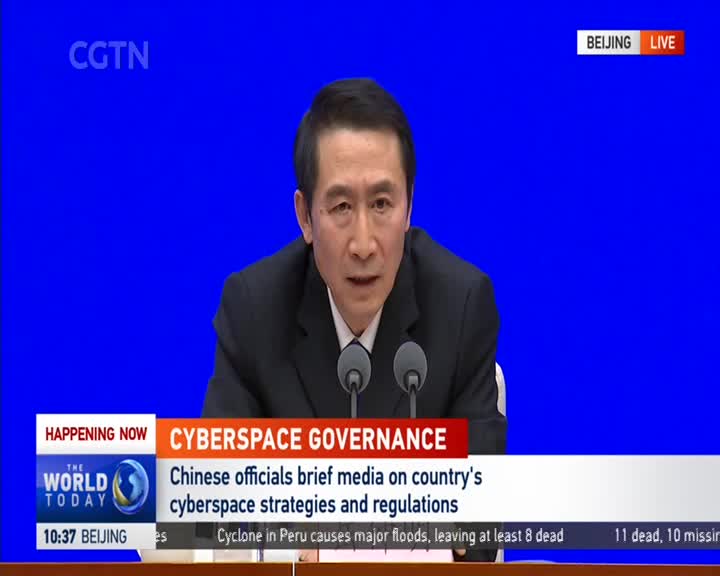 CGTN
BEIJING LIVE
HAPPENING NOW
CYBERSPACE GOVERNANCE
THE
WORLD
TODAY
Chinese officials brief media on country's
cyberspace strategies and regulations
10:37 BEIJING
es Cyclone in Peru causes major floods, leaving at least 8 dead 11 dead, 10 missin